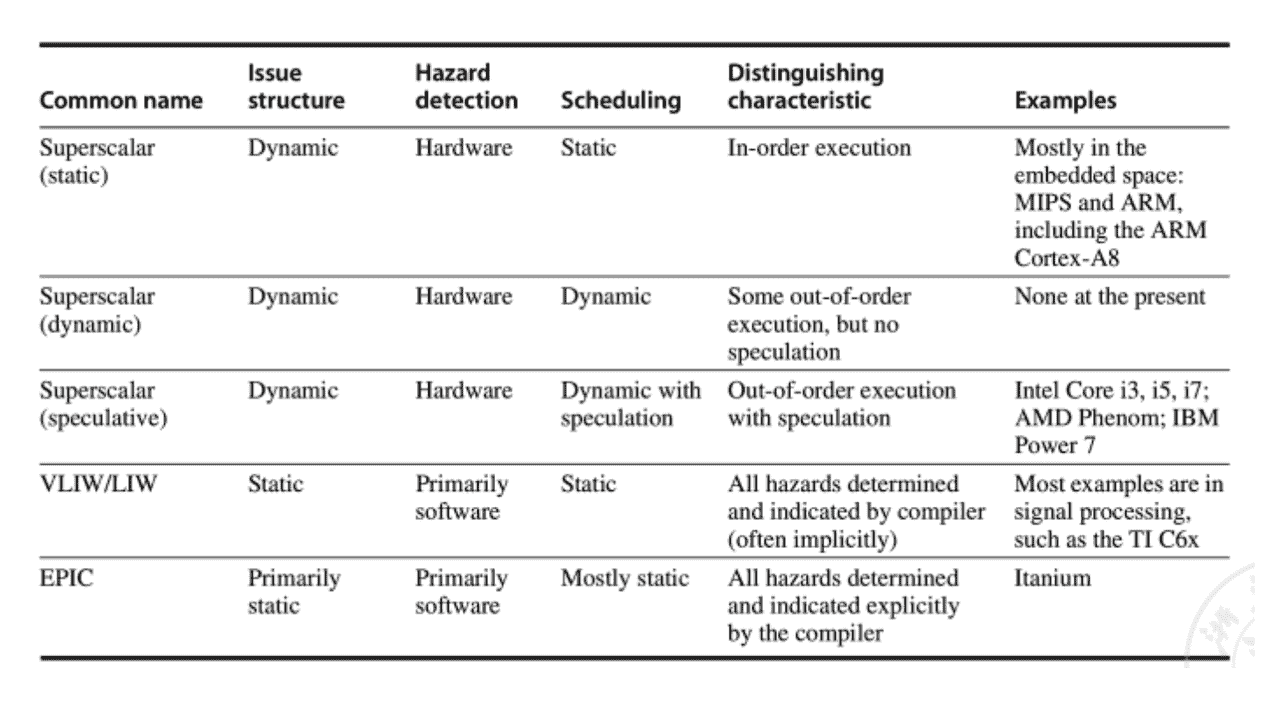 Common name
Issue structure
Hazard detection
Scheduling
Distinguishing characteristic
Examples
Superscalar (static)
Dynamic
Hardware
Static
In-order execution
Mostly in the
embedded space:
MIPS and ARM,
including the ARM
Cortex-A8
Superscalar
(dynamic)
Dynamic
Hardware
Dynamic
Some out-of-order
execution, but no
speculation
None at the present
Superscalar
(speculative)
Dynamic
Hardware
Dynamic with
speculation
Out-of-order execution
with speculation
Intel Core i3, i5, i7;
AMD Phenom; IBM
Power 7
VLIW/LIW
Static
Primarily
software
Static
All hazards determined
and indicated by compiler
(often implicitly)
Most examples are in
signal processing,
such as the TI C6x
EPIC
Primarily
static
Primarily
software
Mostly static
All hazards determined
and indicated explicitly
by the compiler
Itanium